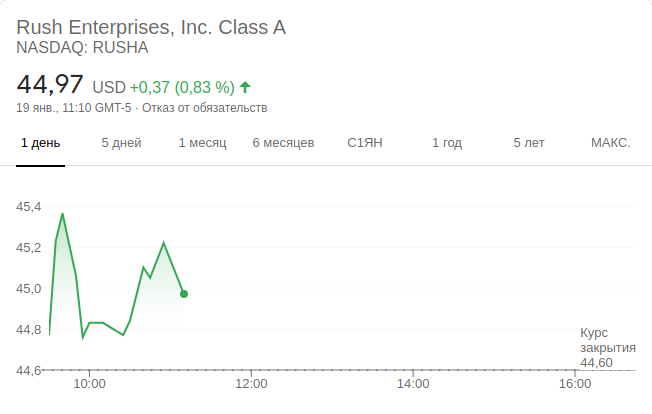 Rush Enterprises, Inc. Class A
NASDAQ: RUSHA
44,97 USD +0,37 (0,83 %)
19 янв., 11:10 GMT-5 · Отказ от обязательств
1 день 5 дней 1 месяц 6 месяцев С1ЯН 1 год 5 лет МАКС.
45,4
45,2
45,0
44,8
Курс
закрытия
44,60
44,6
10:00 12:00 14:00 16:00